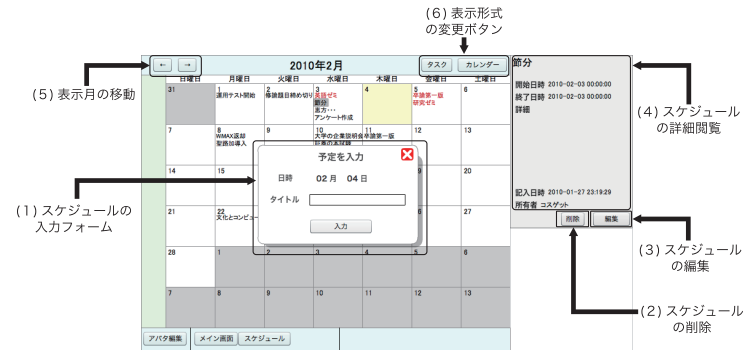 (6) 表示形式
の変更ボタン
(5) 表示月の移動
← →
2010年2月
タスク カレンダー
日曜日 月曜日 火曜日 水曜日 木曜日 金曜日 土曜日
31 1 2 3 4 5 6
運用テスト開始 修論題目締め切り 英語ゼミ 卒論第一版
節分 研究ゼミ
恵方・・・
アンケート作成
7 8 9 10 11 12 13
WiMAX返却 大学の企業説明会 卒論第一版
14 15 20
21 22 27
文化とコンピュー
28 1 2 3 4 5 6
7 8 9 10 11 12 13
予定を入力
日時 02 月 04 日
タイトル
入力
(1) スケジュールの
入力フォーム
節分
開始日時 2010-02-03 00:00:00
終了日時 2010-02-03 00:00:00
詳細
記入日時 2010-01-27 23:19:29
所有者 コスゲット
削除 編集
(4) スケジュール
の詳細閲覧
(3) スケジュール
の編集
(2) スケジュール
の削除
アバタ編集 メイン画面 スケジュール